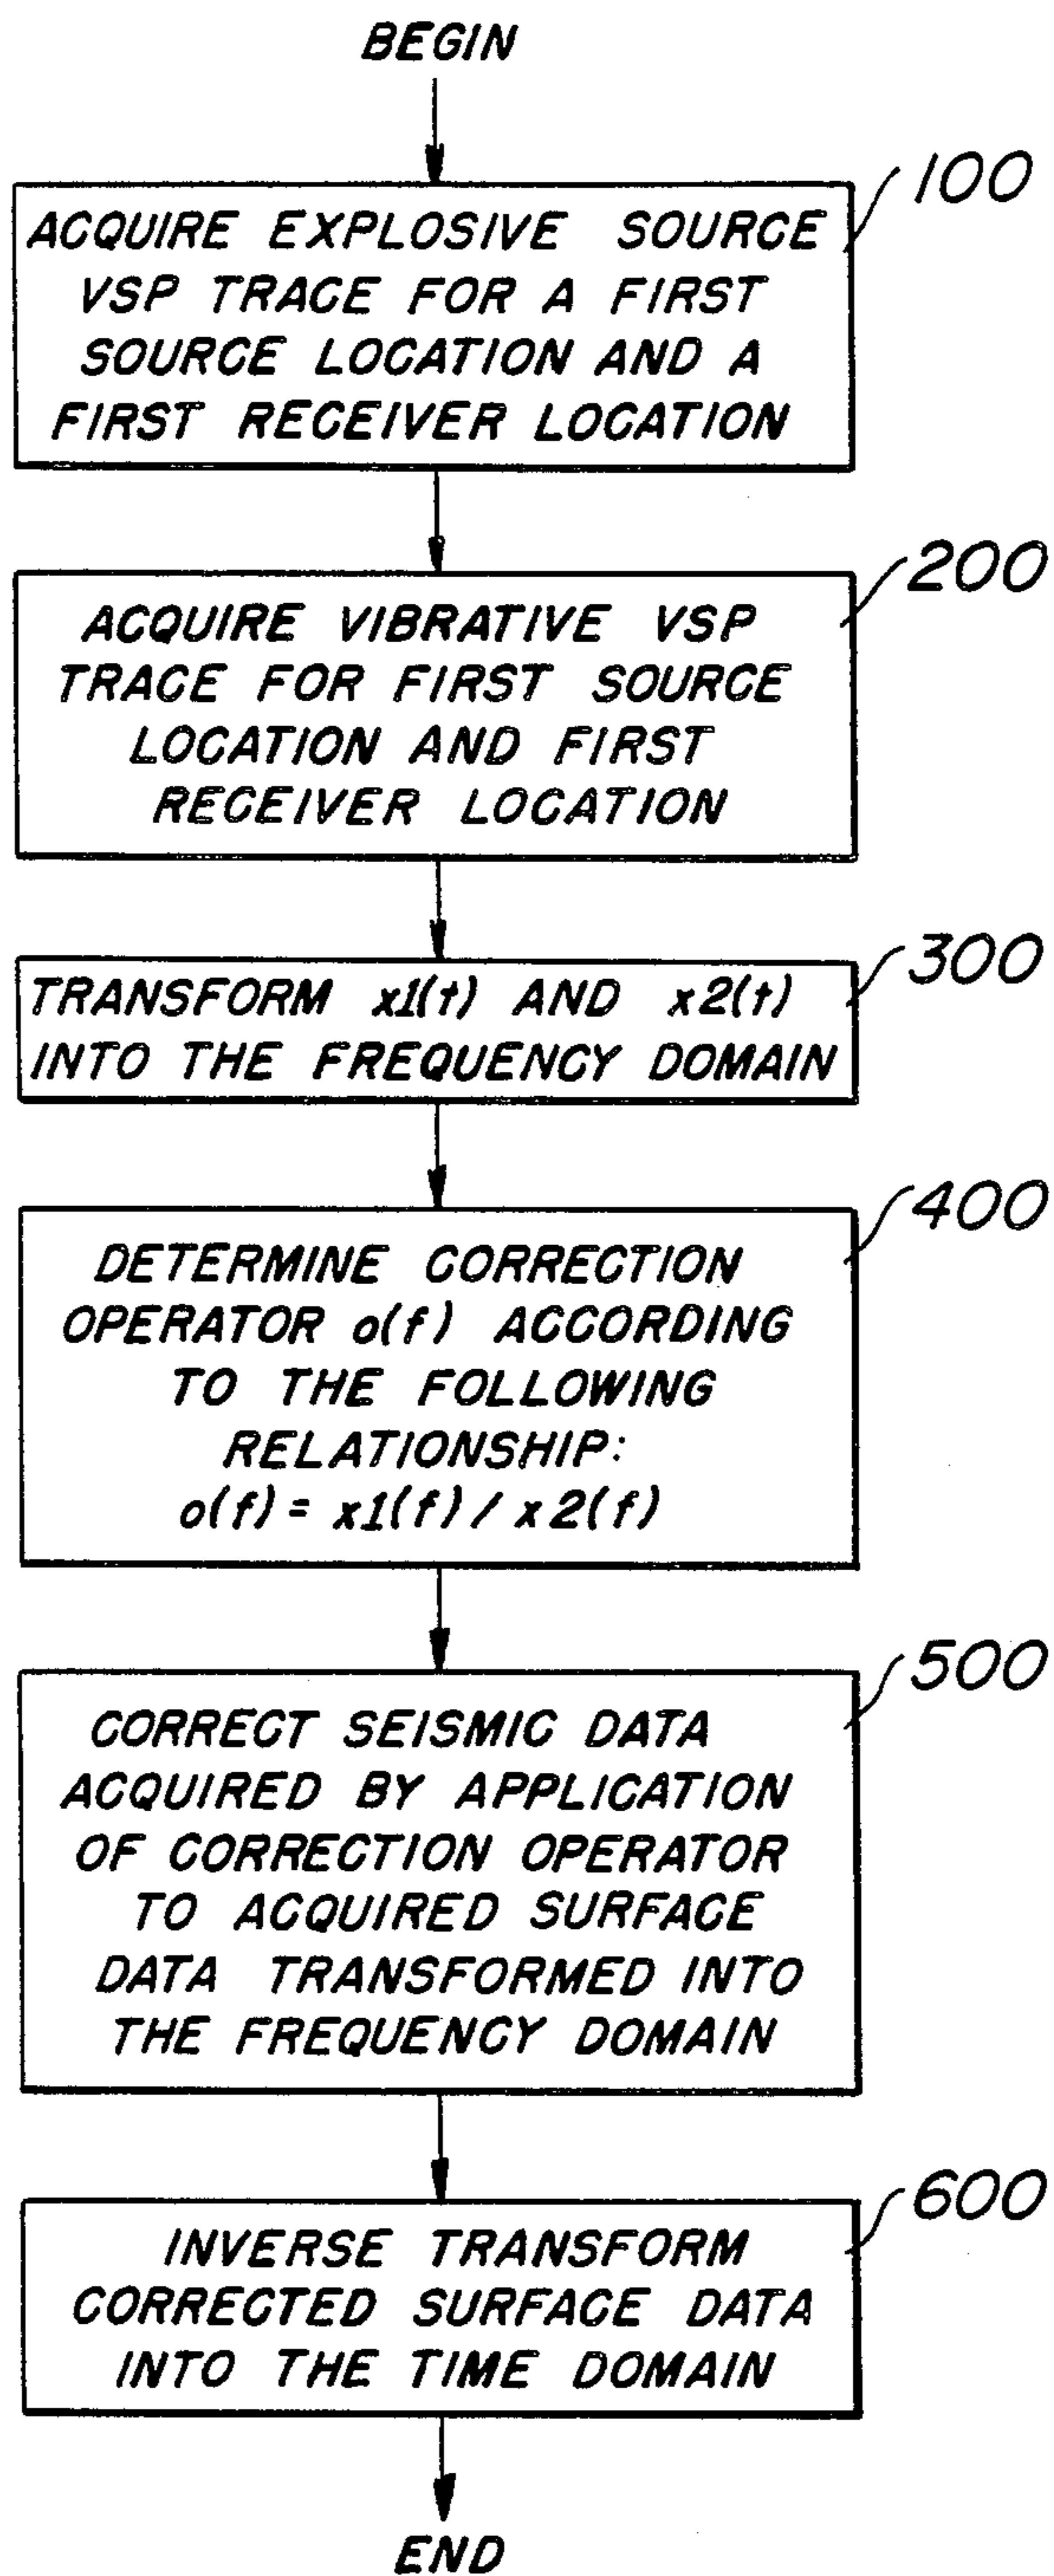 BEGIN
100
ACQUIRE EXPLOSIVE SOURCE
VSP TRACE FOR A FIRST
SOURCE LOCATION AND A
FIRST RECEIVER LOCATION
200
ACQUIRE VIBRATIVE VSP
TRACE FOR FIRST SOURCE
LOCATION AND FIRST
RECEIVER LOCATION
300
TRANSFORM x1(t) AND x2(t)
INTO THE FREQUENCY DOMAIN
400
DETERMINE CORRECTION
OPERATOR o(f) ACCORDING
TO THE FOLLOWING
RELATIONSHIP:
o(f) = x1(f) / x2(f)
500
CORRECT SEISMIC DATA
ACQUIRED BY APPLICATION
OF CORRECTION OPERATOR
TO ACQUIRED SURFACE
DATA TRANSFORMED INTO
THE FREQUENCY DOMAIN
600
INVERSE TRANSFORM
CORRECTED SURFACE DATA
INTO THE TIME DOMAIN
END